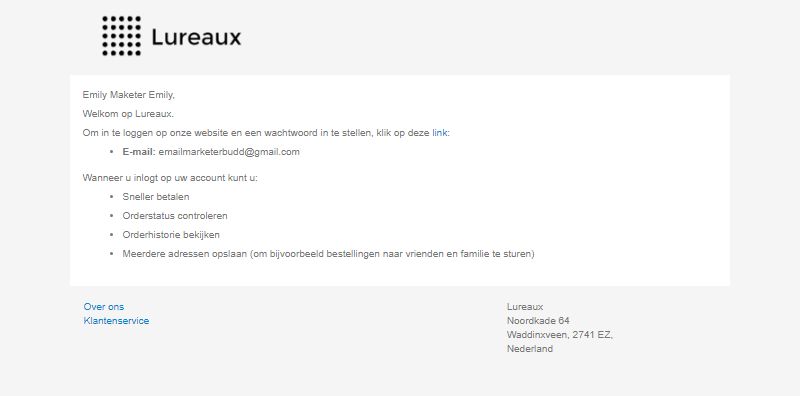 Lureaux
Emily Maketer Emily,
Welkom op Lureaux.
Om in te loggen op onze website en een wachtwoord in te stellen, klik op deze link:
• E-mail: emailmarketerbudd@gmail.com
Wanneer u inlogt op uw account kunt u:
• Sneller betalen
• Orderstatus controleren
• Orderhistorie bekijken
• Meerdere adressen opslaan (om bijvoorbeeld bestellingen naar vrienden en familie te sturen)
Over ons
Klantenservice
Lureaux
Noordkade 64
Waddinxveen, 2741 EZ,
Nederland